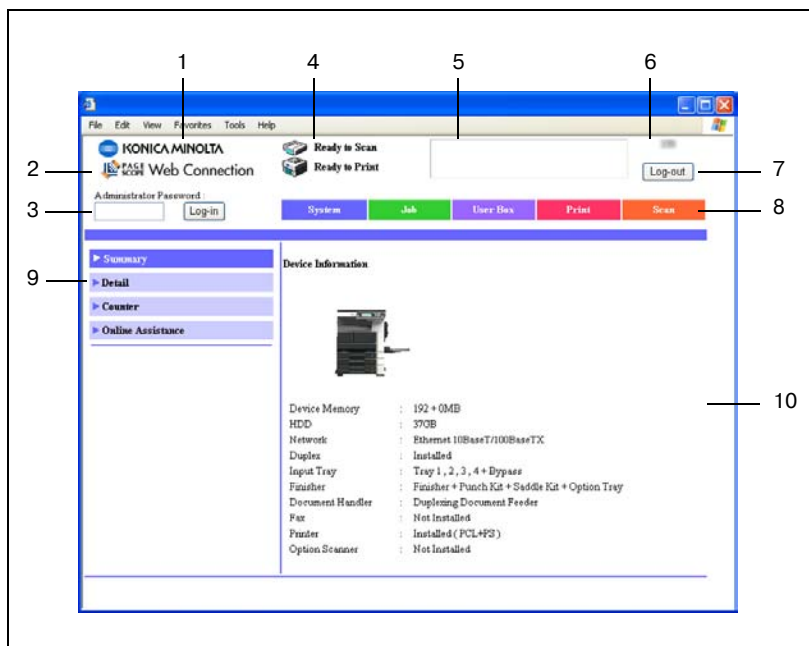 1
4
5
6
File Edit View Favorites Tools Help
KONICA MINOLTA
Ready to Scan
2
PAGE SCOPE Web Connection
Ready to Print
Log-out
7
Administrator Password :
3
Log-in
System
Job
User Box
Print
Scan
8
Summary
Device Information
9
Detail
Counter
Online Assistance
10
Device Memory : 192 + 0MB
HDD : 37GB
Network : Ethernet 10BaseT/100BaseTX
Duplex : Installed
Input Tray : Tray 1 , 2 , 3 , 4 + Bypass
Finisher : Finisher + Punch Kit + Saddle Kit + Option Tray
Document Handler : Duplexing Document Feeder
Fax : Not Installed
Printer : Installed ( PCL+PS )
Option Scanner : Not Installed